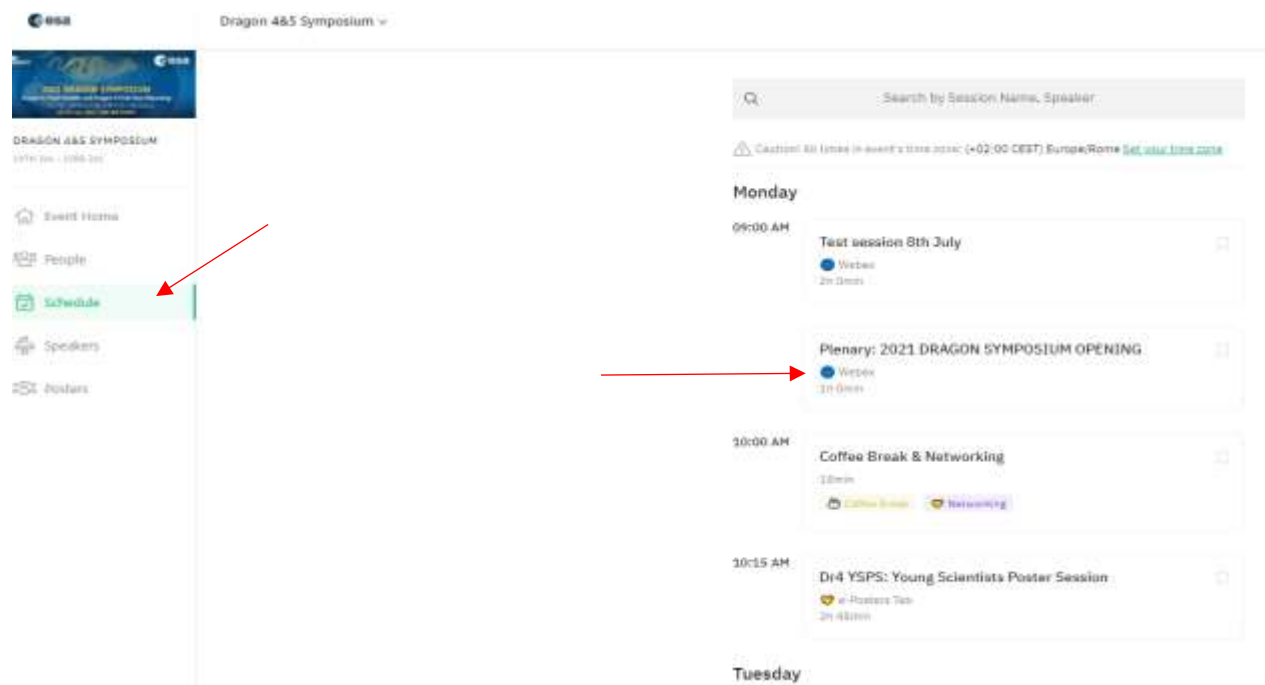 esa
Dragon 4&5 Symposium
esa
2021 DRAGON SYMPOSIUM
DRAGON 4&5 SYMPOSIUM
Event Home
People
Schedule
Speakers
Posters
Search by Session Name, Speaker
Caution! All times in event's time zone: (+02:00 CEST) Europe/Rome Set your time zone
Monday
09:00 AM
Test session 8th July
Webex
2h 0min
Plenary: 2021 DRAGON SYMPOSIUM OPENING
Webex
1h 0min
10:00 AM
Coffee Break & Networking
Coffee Break Networking
10:15 AM
Dr4 YSPS: Young Scientists Poster Session
e-Posters Tab
Tuesday